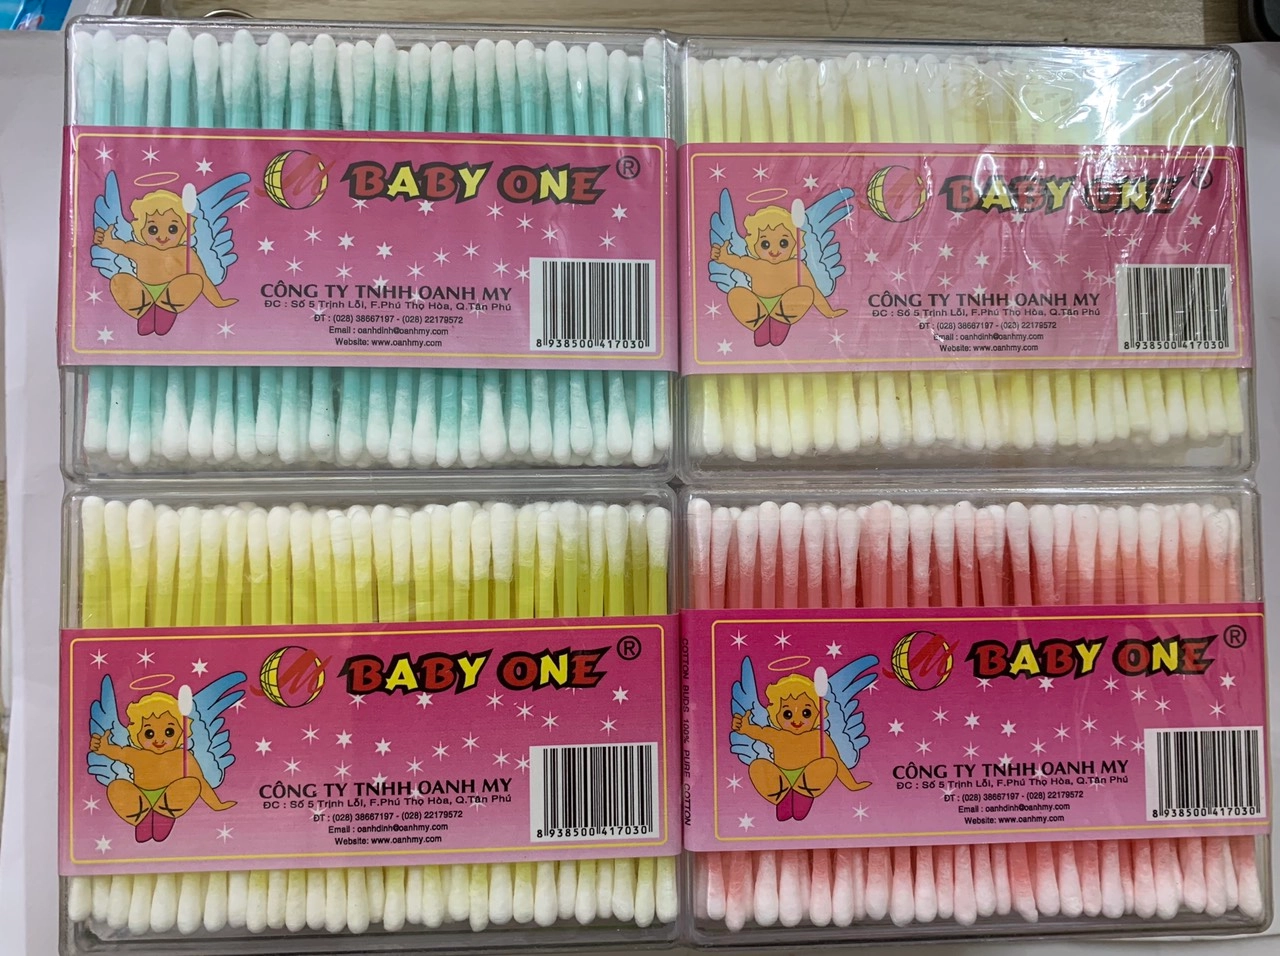 BABY ONE ®
CÔNG TY TNHH OANH MY
ĐC : Số 5 Trịnh Lỗi, F.Phú Thọ Hòa, Q.Tân Phú
ĐT : (028) 38667197 - (028) 22179572
Email : oanhdinh@oanhmy.com
Website: www.oanhmy.com
8 938500 417030
BABY ONE ®
CÔNG TY TNHH OANH MY
ĐC : Số 5 Trịnh Lỗi, F.Phú Thọ Hòa, Q.Tân Phú
ĐT : (028) 38667197 - (028) 22179572
Email : oanhdinh@oanhmy.com
Website: www.oanhmy.com
8 938500 417030
BABY ONE ®
CÔNG TY TNHH OANH MY
ĐC : Số 5 Trịnh Lỗi, F.Phú Thọ Hòa, Q.Tân Phú
ĐT : (028) 38667197 - (028) 22179572
Email : oanhdinh@oanhmy.com
Website: www.oanhmy.com
8 938500 417030
COTTON BUDS 100% PURE COTTON
BABY ONE ®
CÔNG TY TNHH OANH MY
ĐC : Số 5 Trịnh Lỗi, F.Phú Thọ Hòa, Q.Tân Phú
ĐT : (028) 38667197 - (028) 22179572
Email : oanhdinh@oanhmy.com
Website: www.oanhmy.com
8 938500 417030